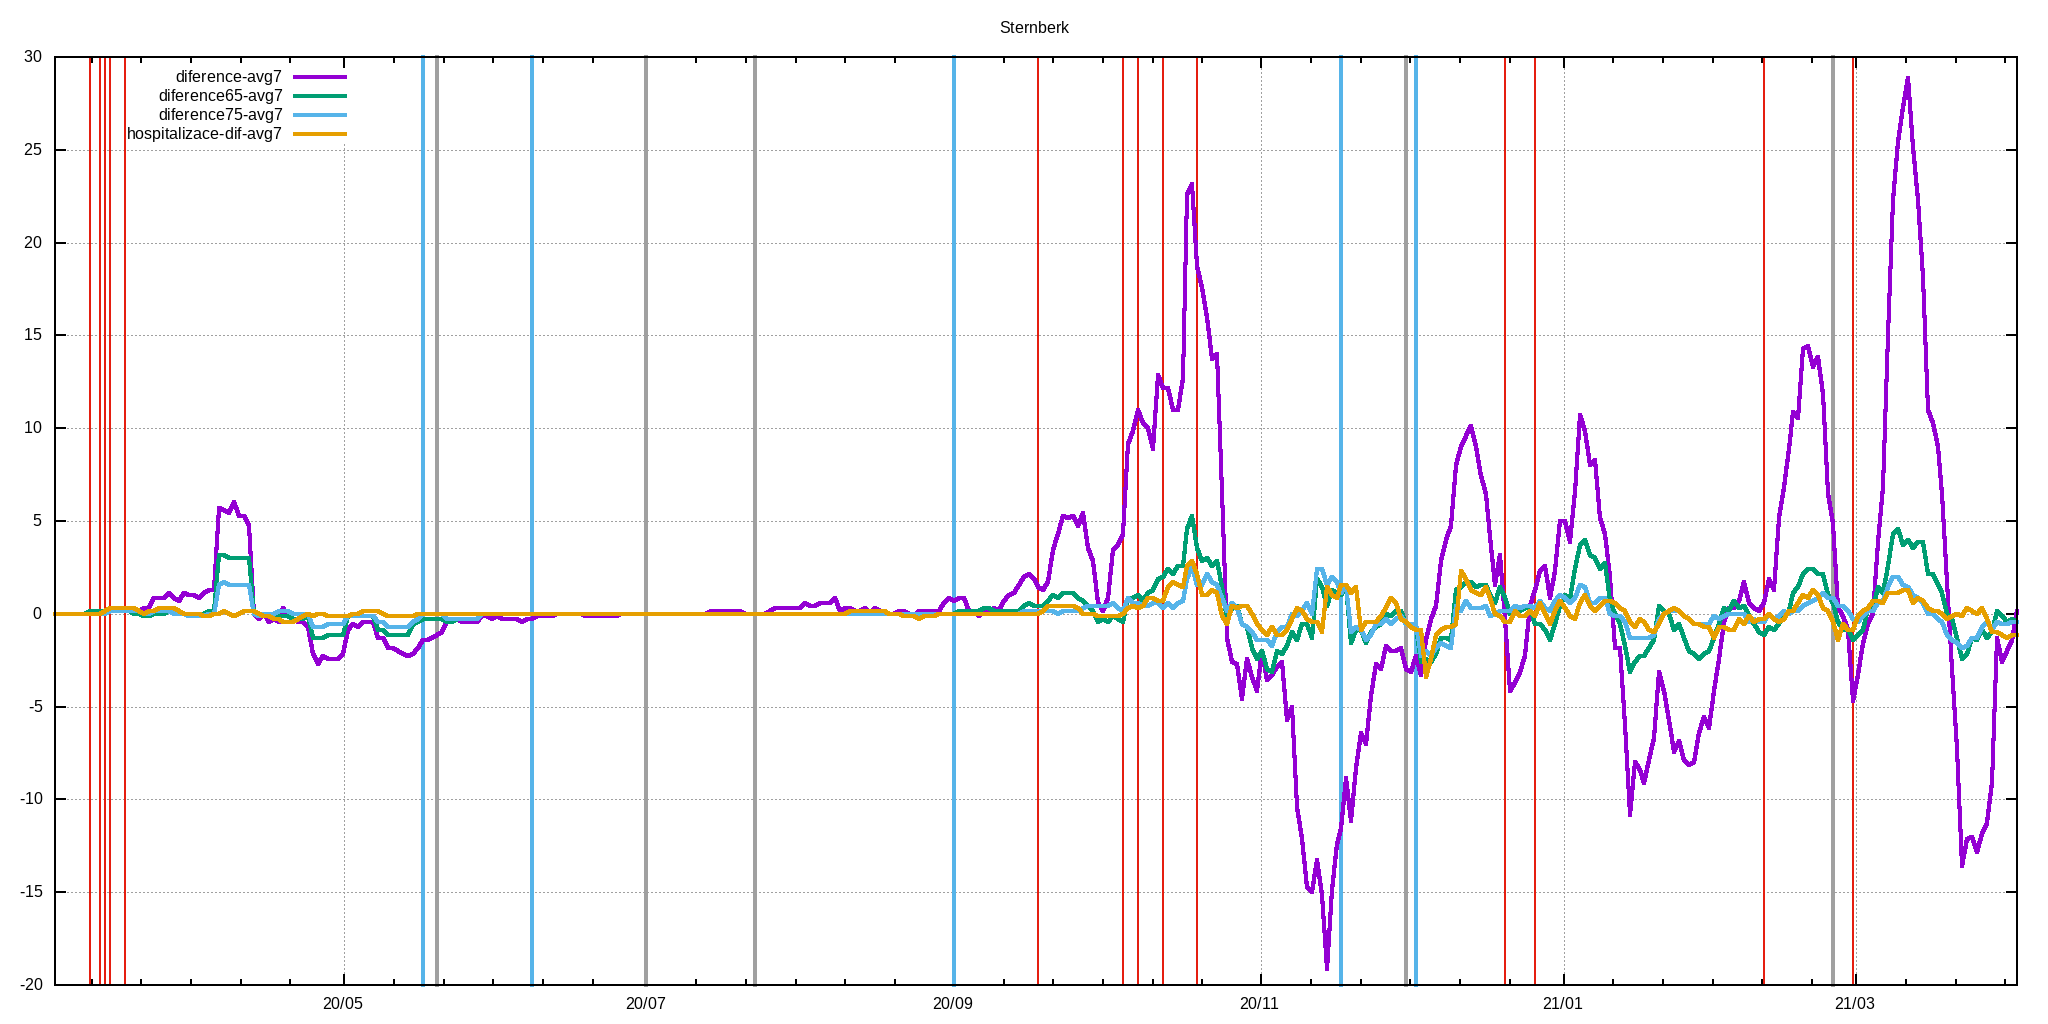 Sternberk
diference-avg7
diference65-avg7
diference75-avg7
hospitalizace-dif-avg7
30
25
20
15
10
5
0
-5
-10
-15
-20
20/05 20/07 20/09 20/11 21/01 21/03